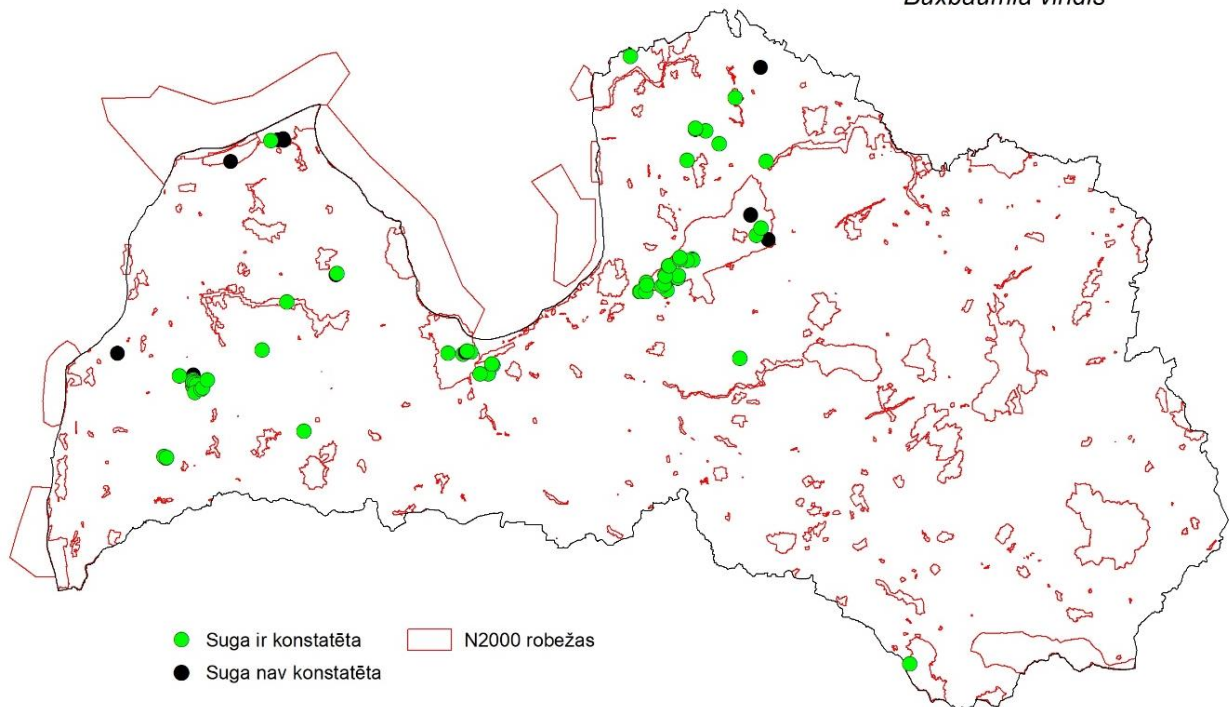 Buxbaumia viridis
Suga ir konstatēta
N2000 robežas
Suga nav konstatēta